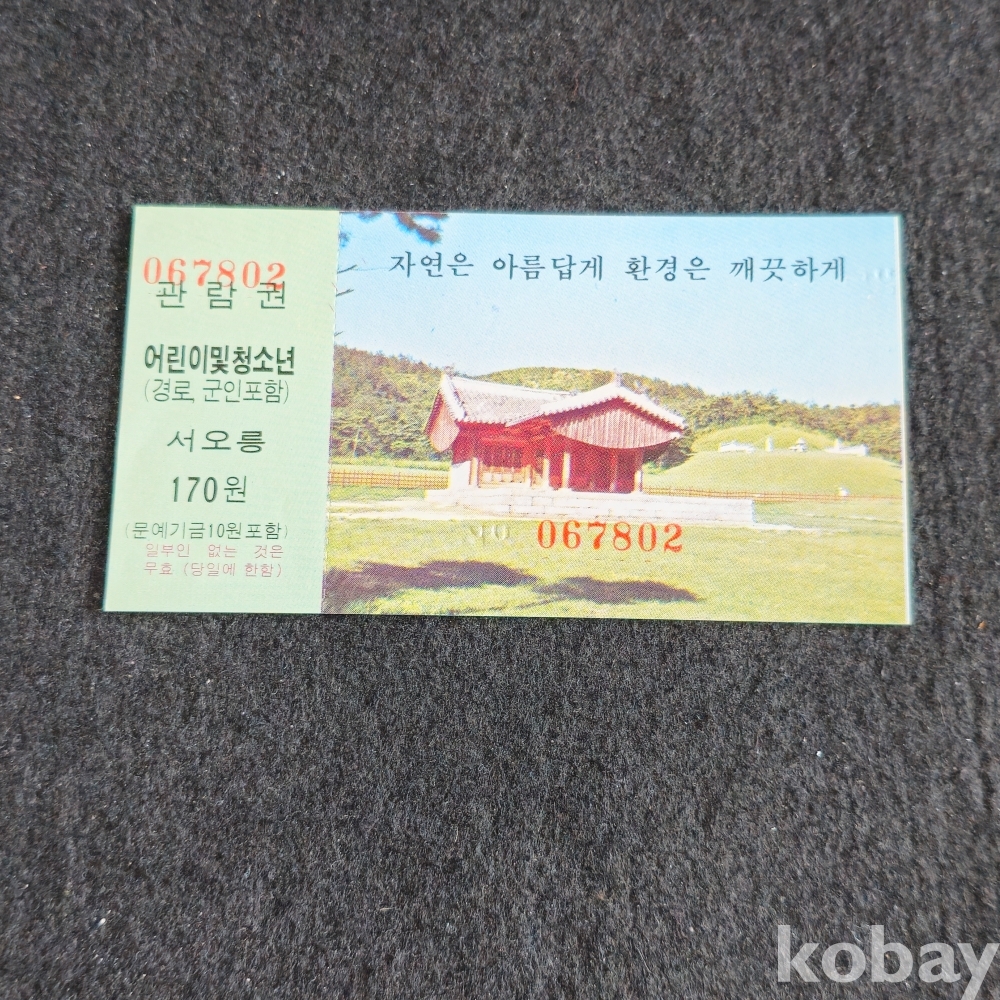 067802
관람권
어린이및청소년
(경로, 군인포함)
서오릉
170원
(문예기금10원포함)
일부인 없는 것은
무효 (당일에 한함)
자연은 아름답게 환경은 깨끗하게
NO 067802
kobay